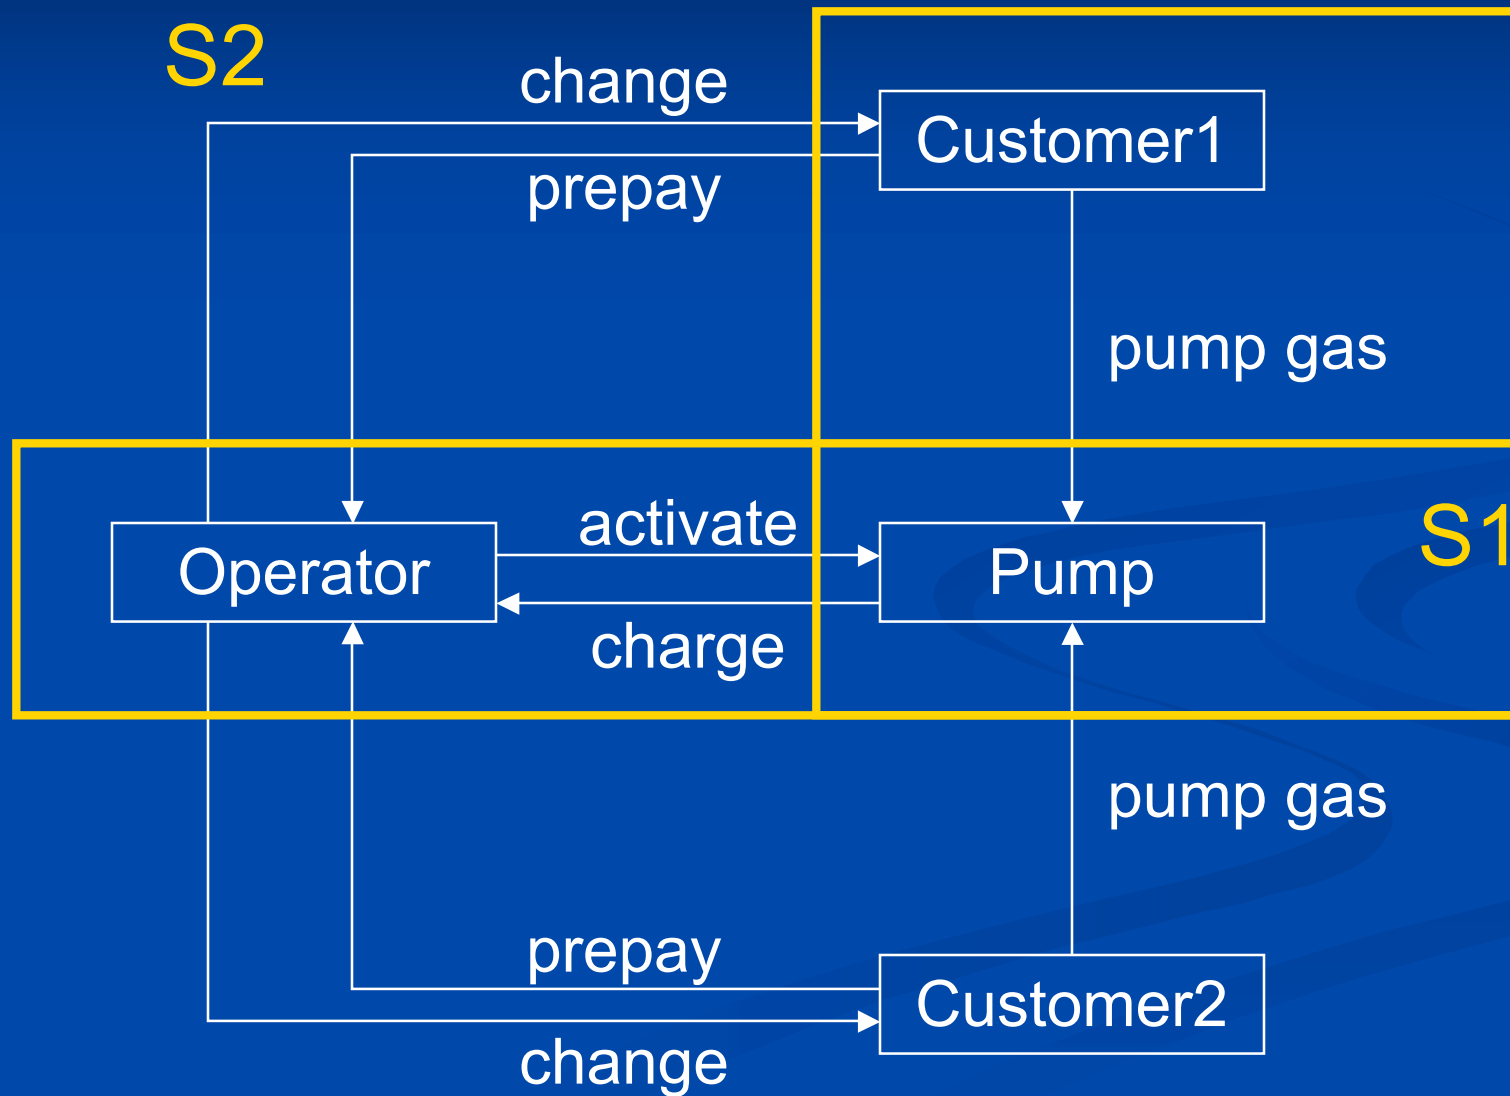 S2
change
Customer1
prepay
pump gas
activate
S1
Operator
Pump
charge
pump gas
prepay
Customer2
change